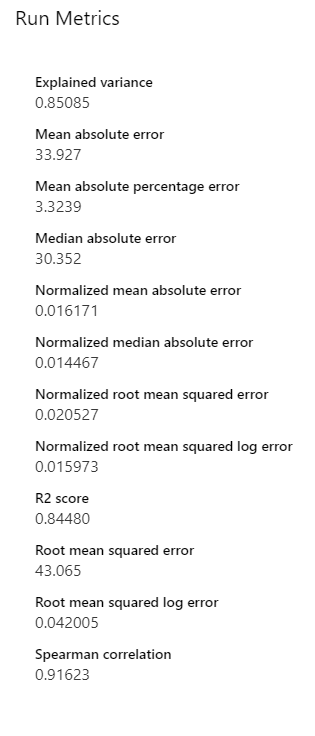 Run Metrics
Explained variance
0.85085
Mean absolute error
33.927
Mean absolute percentage error
3.3239
Median absolute error
30.352
Normalized mean absolute error
0.016171
Normalized median absolute error
0.014467
Normalized root mean squared error
0.020527
Normalized root mean squared log error
0.015973
R2 score
0.84480
Root mean squared error
43.065
Root mean squared log error
0.042005
Spearman correlation
0.91623